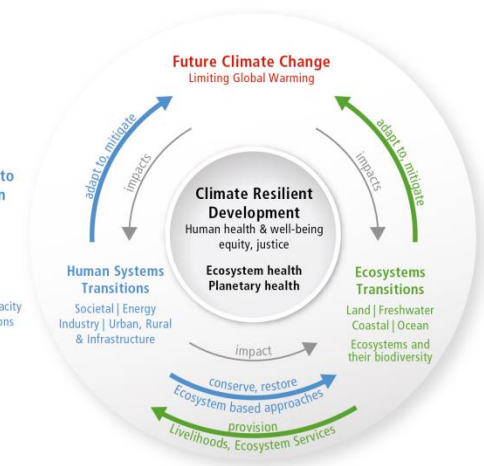 Future Climate Change
Limiting Global Warming
adapt to, mitigate
impacts
impacts
adapt to, mitigate
to
Climate Resilient
Development
Human health & well-being
equity, justice
Ecosystem health
Planetary health
Human Systems
Transitions
Societal | Energy
Industry | Urban, Rural
& Infrastructure
Ecosystems
Transitions
Land | Freshwater
Coastal | Ocean
Ecosystems and
their biodiversity
impact
conserve, restore
Ecosystem based approaches
provision
Livelihoods, Ecosystem Services